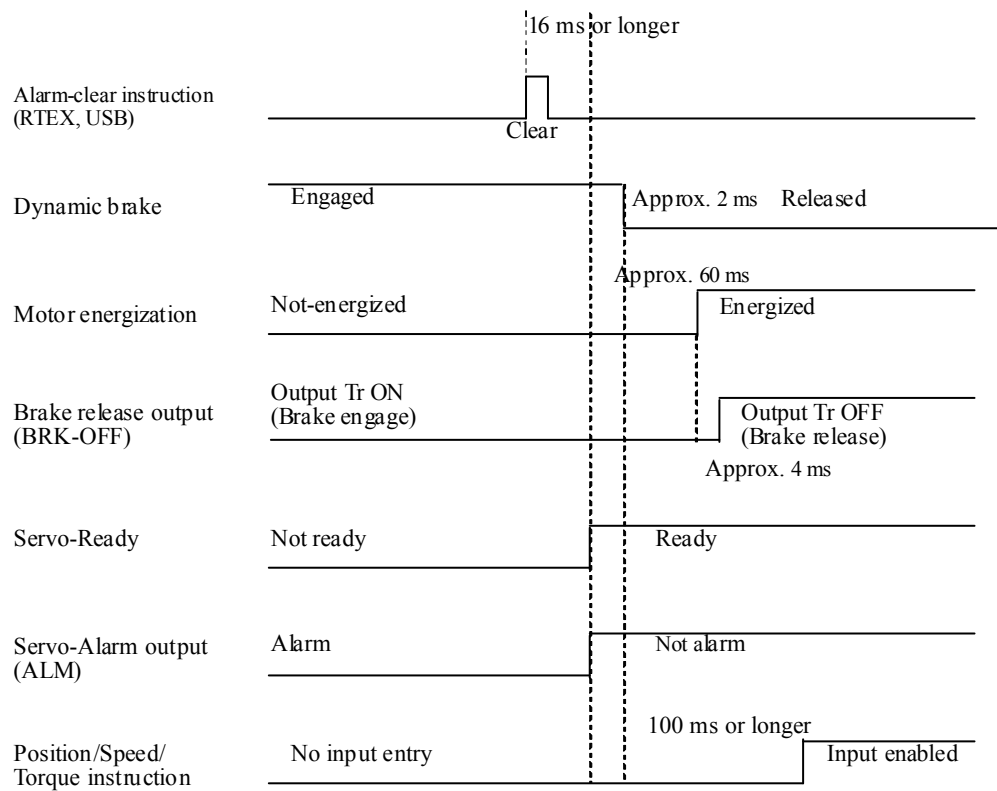 16 ms or longer
Alarm-clear instruction
(RTEX, USB)
Clear
Dynamic brake
Engaged
Approx. 2 ms Released
Approx. 60 ms
Motor energization
Not-energized
Energized
Brake release output
(BRK-OFF)
Output Tr ON
(Brake engage)
Output Tr OFF
(Brake release)
Approx. 4 ms
Servo-Ready
Not ready
Ready
Servo-Alarm output
(ALM)
Alarm
Not alarm
100 ms or longer
Position/Speed/
Torque instruction
No input entry
Input enabled